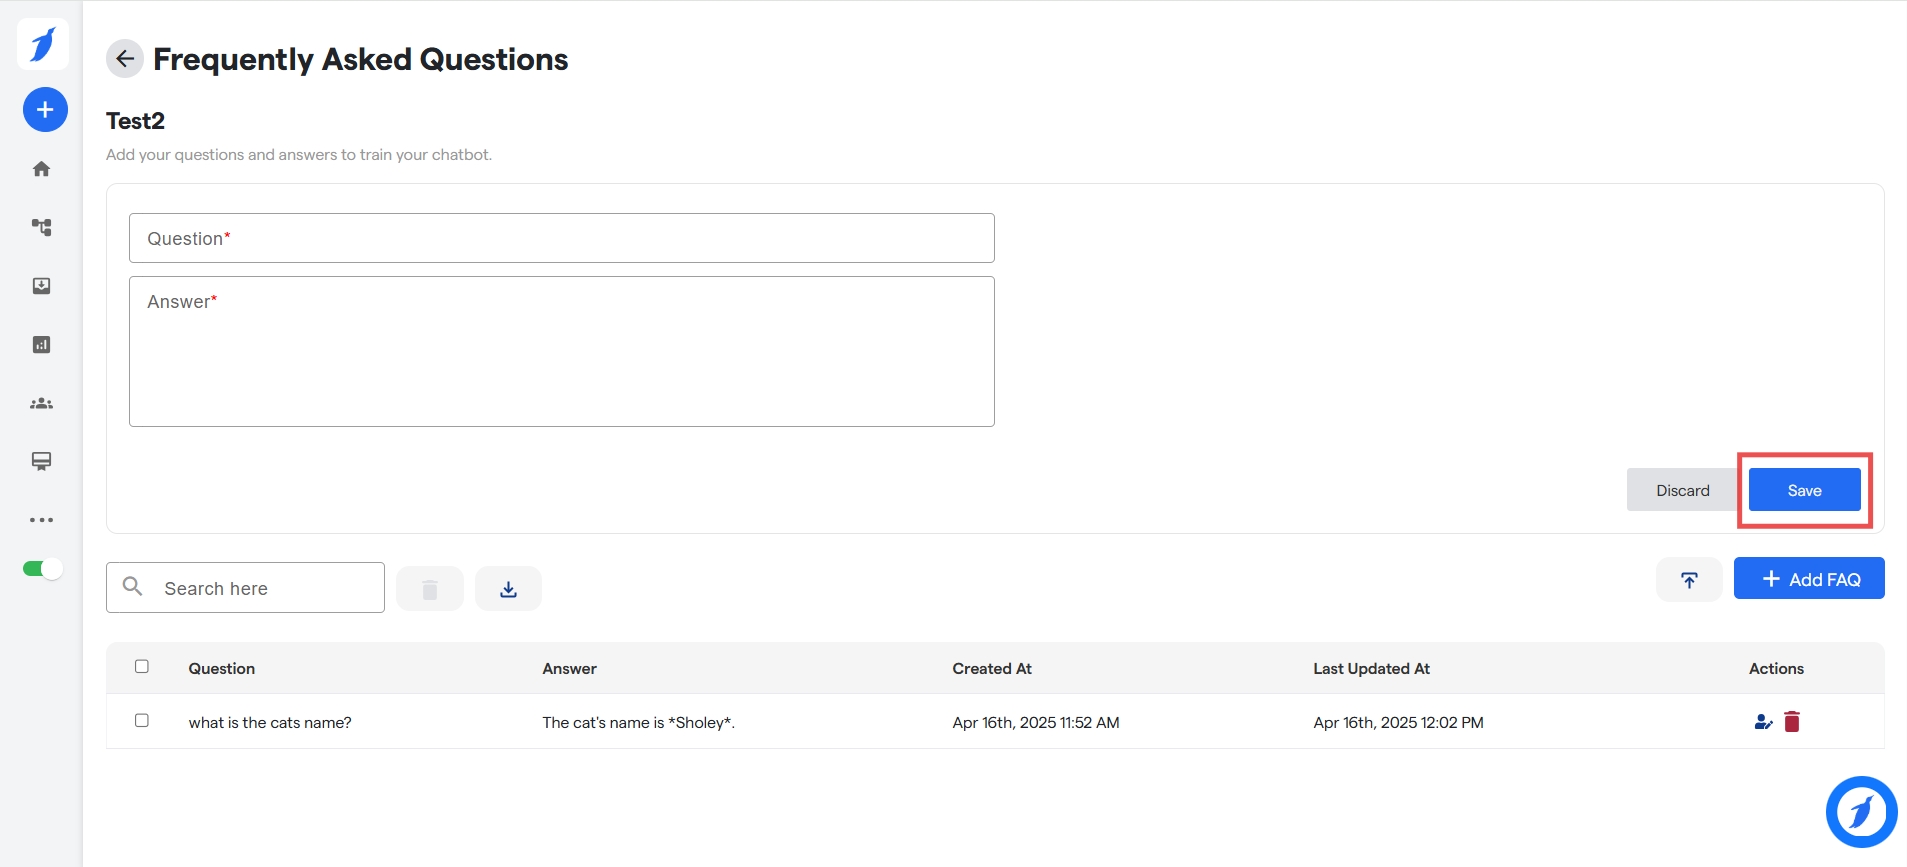 Frequently Asked Questions
Test2
Add your questions and answers to train your chatbot.
Question*
Answer*
Discard
Save
Search here
Add FAQ
Question Answer Created At Last Updated At Actions
what is the cats name? The cat's name is *Sholey*. Apr 16th, 2025 11:52 AM Apr 16th, 2025 12:02 PM